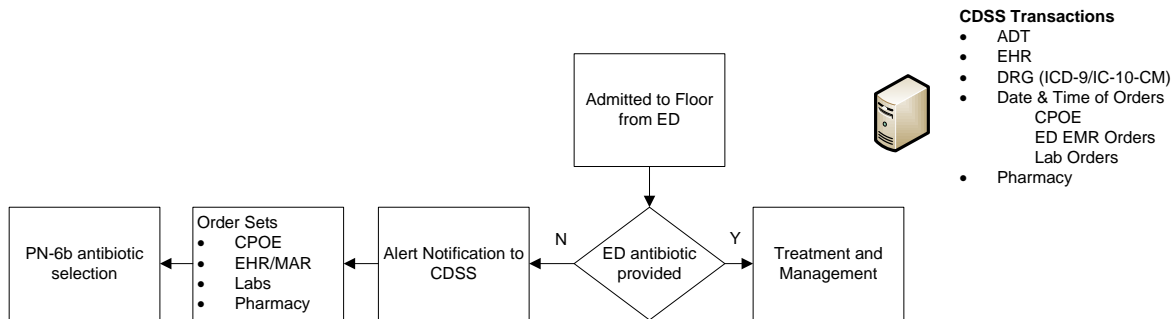 CDSS Transactions
• ADT
• EHR
• DRG (ICD-9/IC-10-CM)
• Date & Time of Orders
CPOE
ED EMR Orders
Lab Orders
• Pharmacy
Admitted to Floor
from ED
PN-6b antibiotic
selection
Order Sets
• CPOE
• EHR/MAR
• Labs
• Pharmacy
Alert Notification to
CDSS
N
ED antibiotic
provided
Y
Treatment and
Management